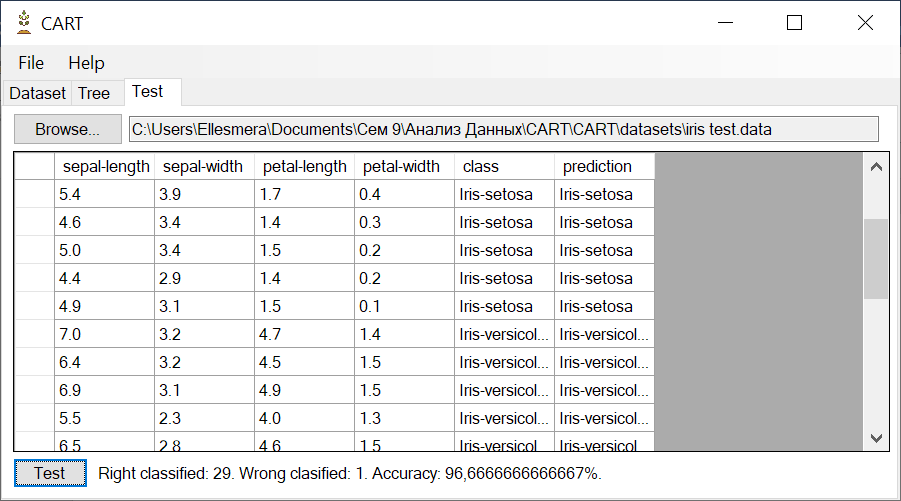 CART
File Help
Dataset Tree Test
Browse... C:\Users\Ellesmera\Documents\Сем 9\Анализ Данных\CART\CART\datasets\iris test.data
sepal-length sepal-width petal-length petal-width class prediction
5.4 3.9 1.7 0.4 Iris-setosa Iris-setosa
4.6 3.4 1.4 0.3 Iris-setosa Iris-setosa
5.0 3.4 1.5 0.2 Iris-setosa Iris-setosa
4.4 2.9 1.4 0.2 Iris-setosa Iris-setosa
4.9 3.1 1.5 0.1 Iris-setosa Iris-setosa
7.0 3.2 4.7 1.4 Iris-versicol... Iris-versicol...
6.4 3.2 4.5 1.5 Iris-versicol... Iris-versicol...
6.9 3.1 4.9 1.5 Iris-versicol... Iris-versicol...
5.5 2.3 4.0 1.3 Iris-versicol... Iris-versicol...
6.5 2.8 4.6 1.5 Iris-versicol... Iris-versicol...
Test Right classified: 29. Wrong clasified: 1. Accuracy: 96,6666666666667%.